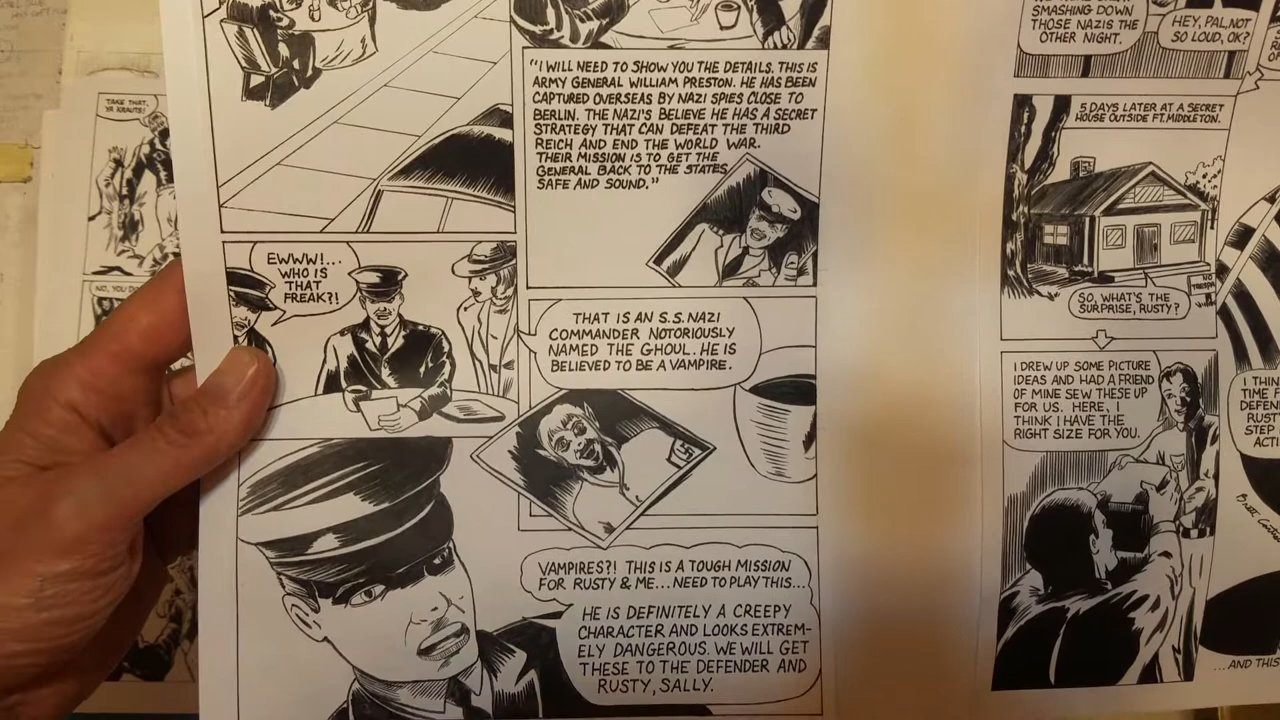 TAKE THAT,
YA KRAUTS!
"I WILL NEED TO SHOW YOU THE DETAILS. THIS IS
ARMY GENERAL WILLIAM PRESTON. HE HAS BEEN
CAPTURED OVERSEAS BY NAZI SPIES CLOSE TO
BERLIN. THE NAZI'S BELIEVE HE HAS A SECRET
STRATEGY THAT CAN DEFEAT THE THIRD
REICH AND END THE WORLD WAR.
THEIR MISSION IS TO GET THE
GENERAL BACK TO THE STATES
SAFE AND SOUND."
EWWW!...
WHO IS
THAT
FREAK?!
THAT IS AN S.S. NAZI
COMMANDER NOTORIOUSLY
NAMED THE GHOUL. HE IS
BELIEVED TO BE A VAMPIRE.
VAMPIRES?! THIS IS A TOUGH MISSION
FOR RUSTY & ME... NEED TO PLAY THIS...
HE IS DEFINITELY A CREEPY
CHARACTER AND LOOKS EXTREM-
ELY DANGEROUS. WE WILL GET
THESE TO THE DEFENDER AND
RUSTY, SALLY.
SMASHING DOWN
THOSE NAZIS THE
OTHER NIGHT.
HEY, PAL, NOT
SO LOUD, OK?
5 DAYS LATER AT A SECRET
HOUSE OUTSIDE FT. MIDDLETON.
NO
SO, WHAT'S THE
SURPRISE, RUSTY?
I DREW UP SOME PICTURE
IDEAS AND HAD A FRIEND
OF MINE SEW THESE UP
FOR US. HERE, I
THINK I HAVE THE
RIGHT SIZE FOR YOU.
I THIN
TIME F
DEFEN
RUST
STEP
ACTI
...AND THIS